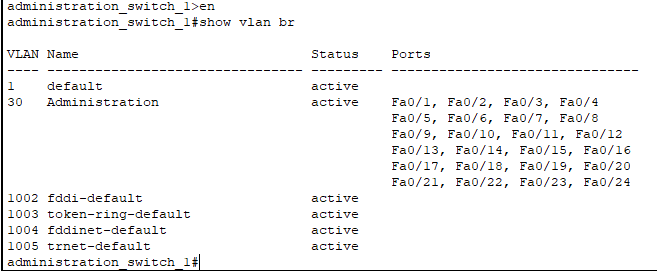 administration_switch_1>en
administration_switch_1#show vlan br
VLAN Name                             Status    Ports
---- -------------------------------- --------- -------------------------------
1    default                          active
30   Administration                   active    Fa0/1, Fa0/2, Fa0/3, Fa0/4
                                                Fa0/5, Fa0/6, Fa0/7, Fa0/8
                                                Fa0/9, Fa0/10, Fa0/11, Fa0/12
                                                Fa0/13, Fa0/14, Fa0/15, Fa0/16
                                                Fa0/17, Fa0/18, Fa0/19, Fa0/20
                                                Fa0/21, Fa0/22, Fa0/23, Fa0/24
1002 fddi-default                     active
1003 token-ring-default               active
1004 fddinet-default                  active
1005 trnet-default                    active
administration_switch_1#